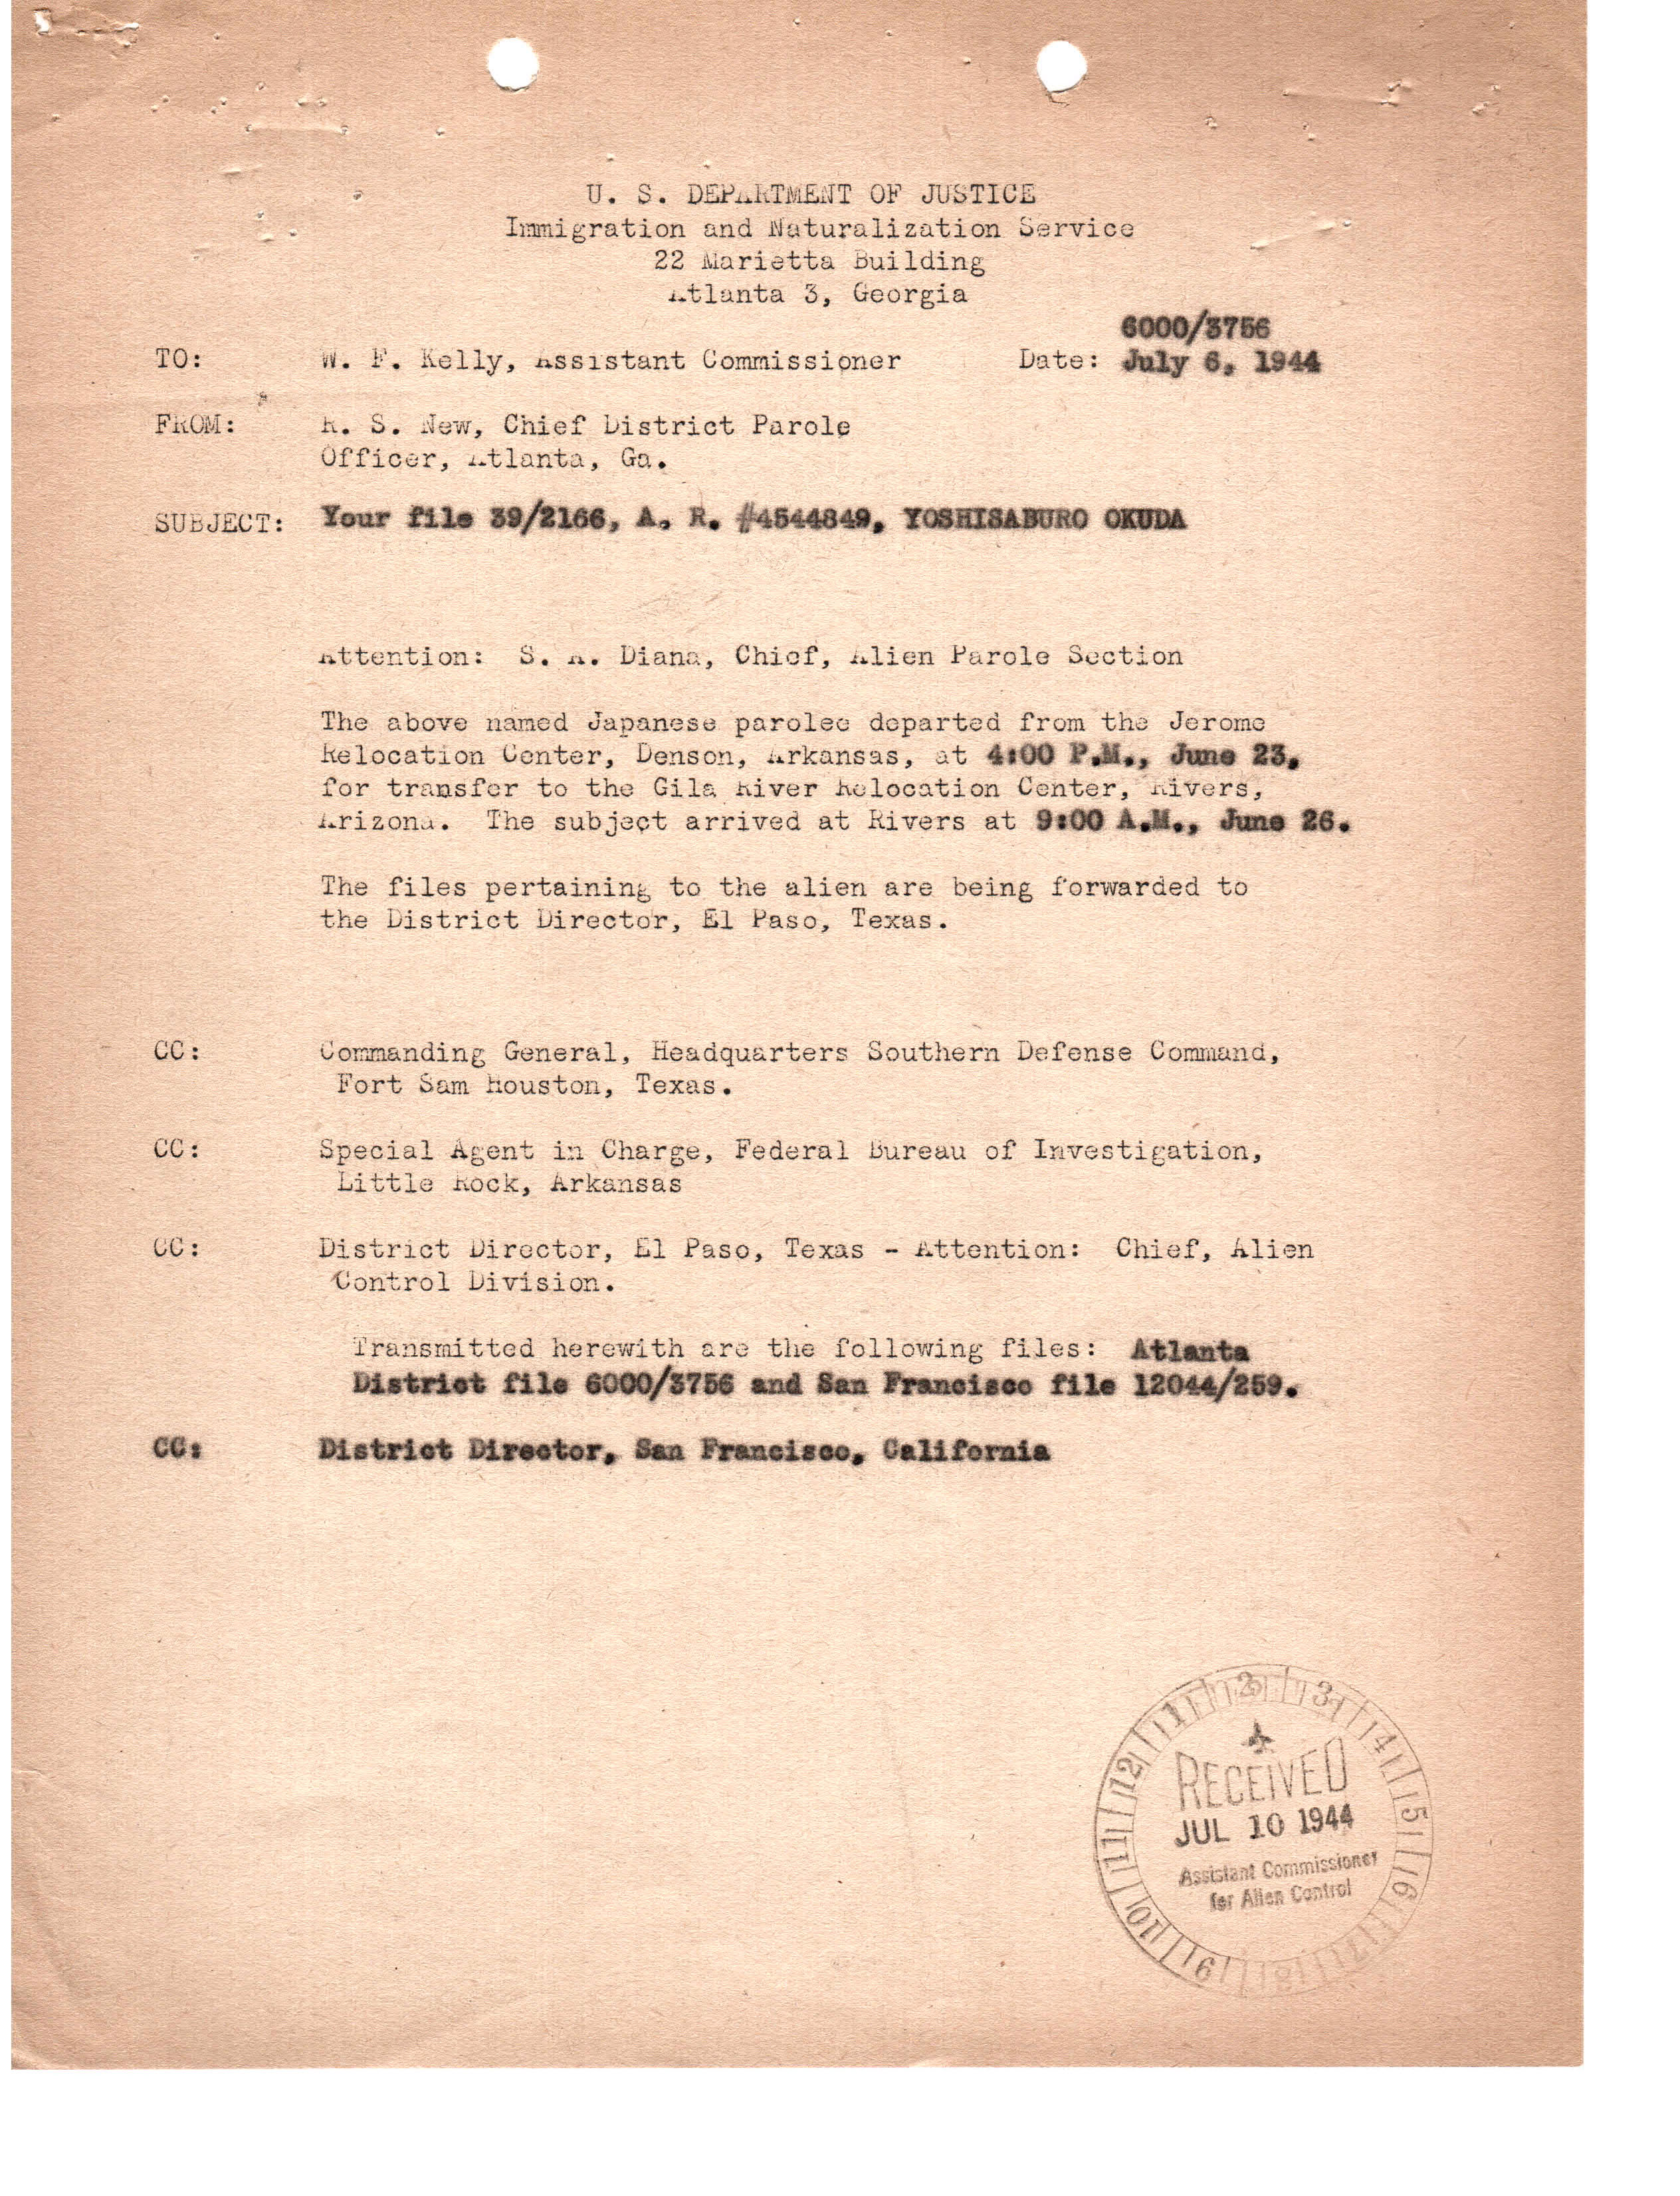 U. S. DEPARTMENT OF JUSTICE
Immigration and Naturalization Service
22 Marietta Building
Atlanta 3, Georgia
6000/3756
TO: W. F. Kelly, Assistant Commissioner Date: July 6, 1944
FROM: R. S. New, Chief District Parole
Officer, Atlanta, Ga.
SUBJECT: Your file 39/2166, A. R. #4544849, YOSHISABURO OKUDA
Attention: S. A. Diana, Chief, Alien Parole Section
The above named Japanese parolee departed from the Jerome
Relocation Center, Denson, Arkansas, at 4:00 P.M., June 23,
for transfer to the Gila River Relocation Center, Rivers,
Arizona. The subject arrived at Rivers at 9:00 A.M., June 26.
The files pertaining to the alien are being forwarded to
the District Director, El Paso, Texas.
CC: Commanding General, Headquarters Southern Defense Command,
Fort Sam Houston, Texas.
CC: Special Agent in Charge, Federal Bureau of Investigation,
Little Rock, Arkansas
CC: District Director, El Paso, Texas - Attention: Chief, Alien
Control Division.
Transmitted herewith are the following files: Atlanta
District file 6000/3756 and San Francisco file 12044/259.
CC: District Director, San Francisco, California
12 1 2 3 4 5 6 7 8 9 10 11
RECEIVED
JUL 10 1944
Assistant Commissioner
for Alien Control